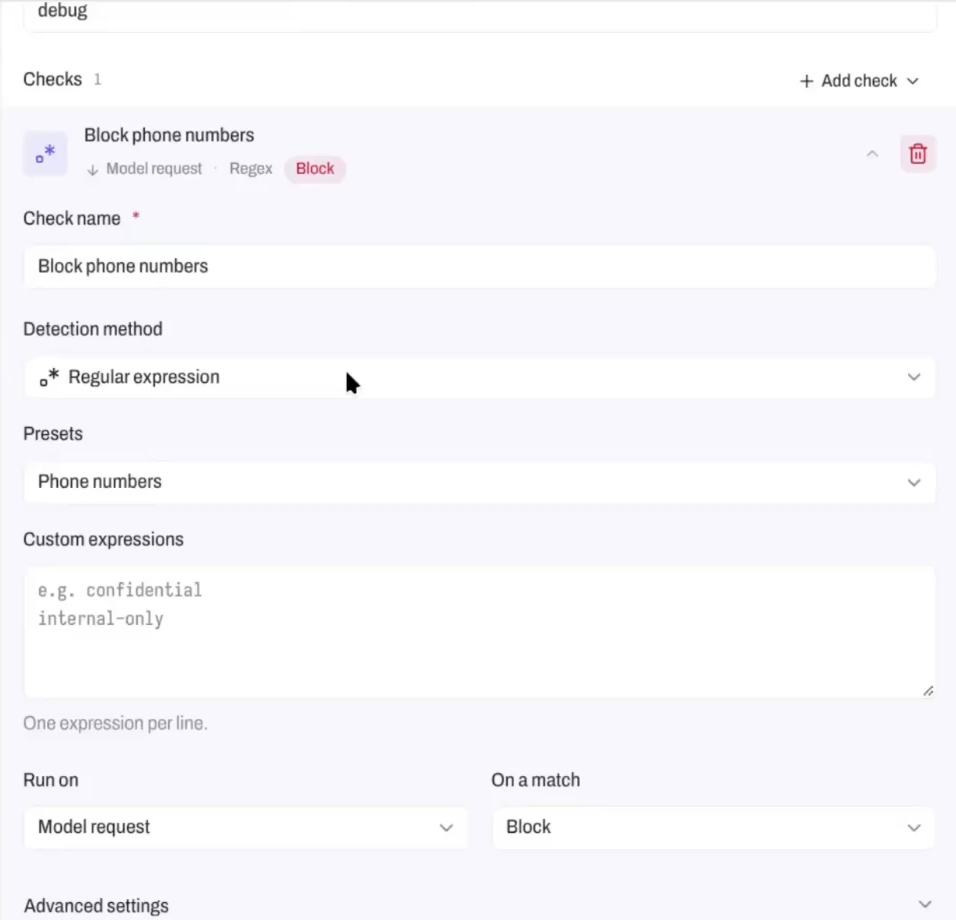 debug
Checks 1
+ Add check
Block phone numbers
↓ Model request · Regex Block
Check name *
Block phone numbers
Detection method
Regular expression
Presets
Phone numbers
Custom expressions
e.g. confidential
internal-only
One expression per line.
Run on On a match
Model request Block
Advanced settings